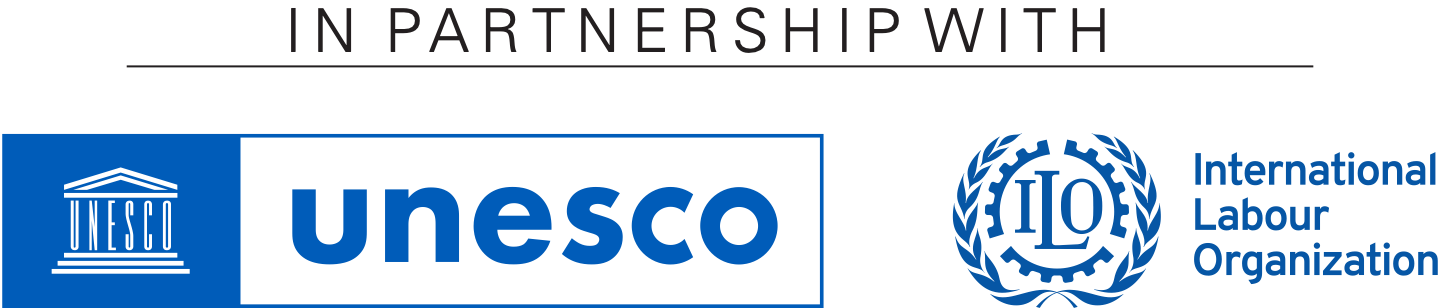 IN PARTNERSHIP WITH
UNESCO
unesco
ILO
International
Labour
Organization